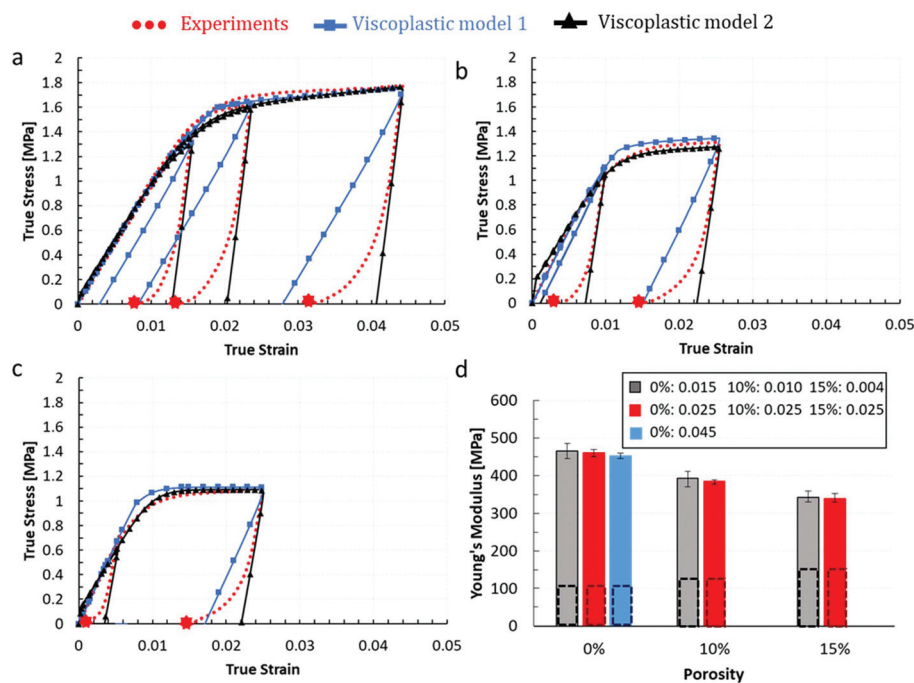 Experiments Viscoplastic model 1 Viscoplastic model 2
a
2
1.8
1.6
1.4
1.2
1
0.8
0.6
0.4
0.2
0
True Stress [MPa]
0 0.01 0.02 0.03 0.04 0.05
True Strain
b
2
1.8
1.6
1.4
1.2
1
0.8
0.6
0.4
0.2
0
True Stress [MPa]
0 0.01 0.02 0.03 0.04 0.05
True Strain
c
2
1.8
1.6
1.4
1.2
1
0.8
0.6
0.4
0.2
0
True Stress [MPa]
0 0.01 0.02 0.03 0.04 0.05
True Strain
d
0%: 0.015 10%: 0.010 15%: 0.004
0%: 0.025 10%: 0.025 15%: 0.025
0%: 0.045
600
500
400
300
200
100
0
Young's Modulus [MPa]
0% 10% 15%
Porosity